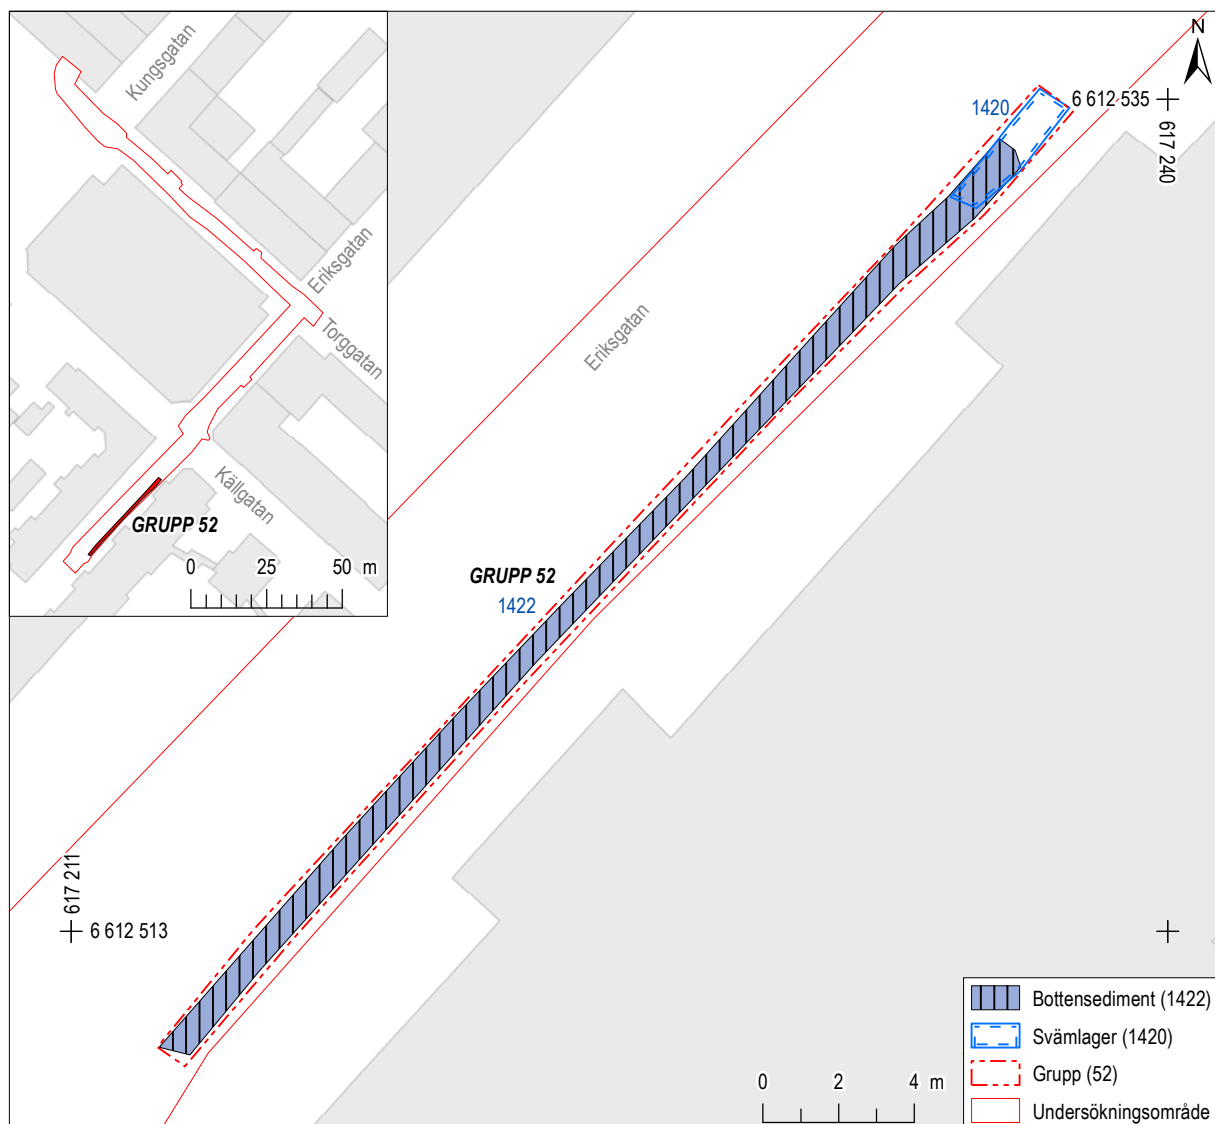 Kungsgatan
Eriksgatan
Torggatan
Källgatan
GRUPP 52
0 25 50 m
N
1420
6 612 535
617 240
Eriksgatan
GRUPP 52
1422
617 211
6 612 513
0 2 4 m
Bottensediment (1422)
Svämlager (1420)
Grupp (52)
Undersökningsområde